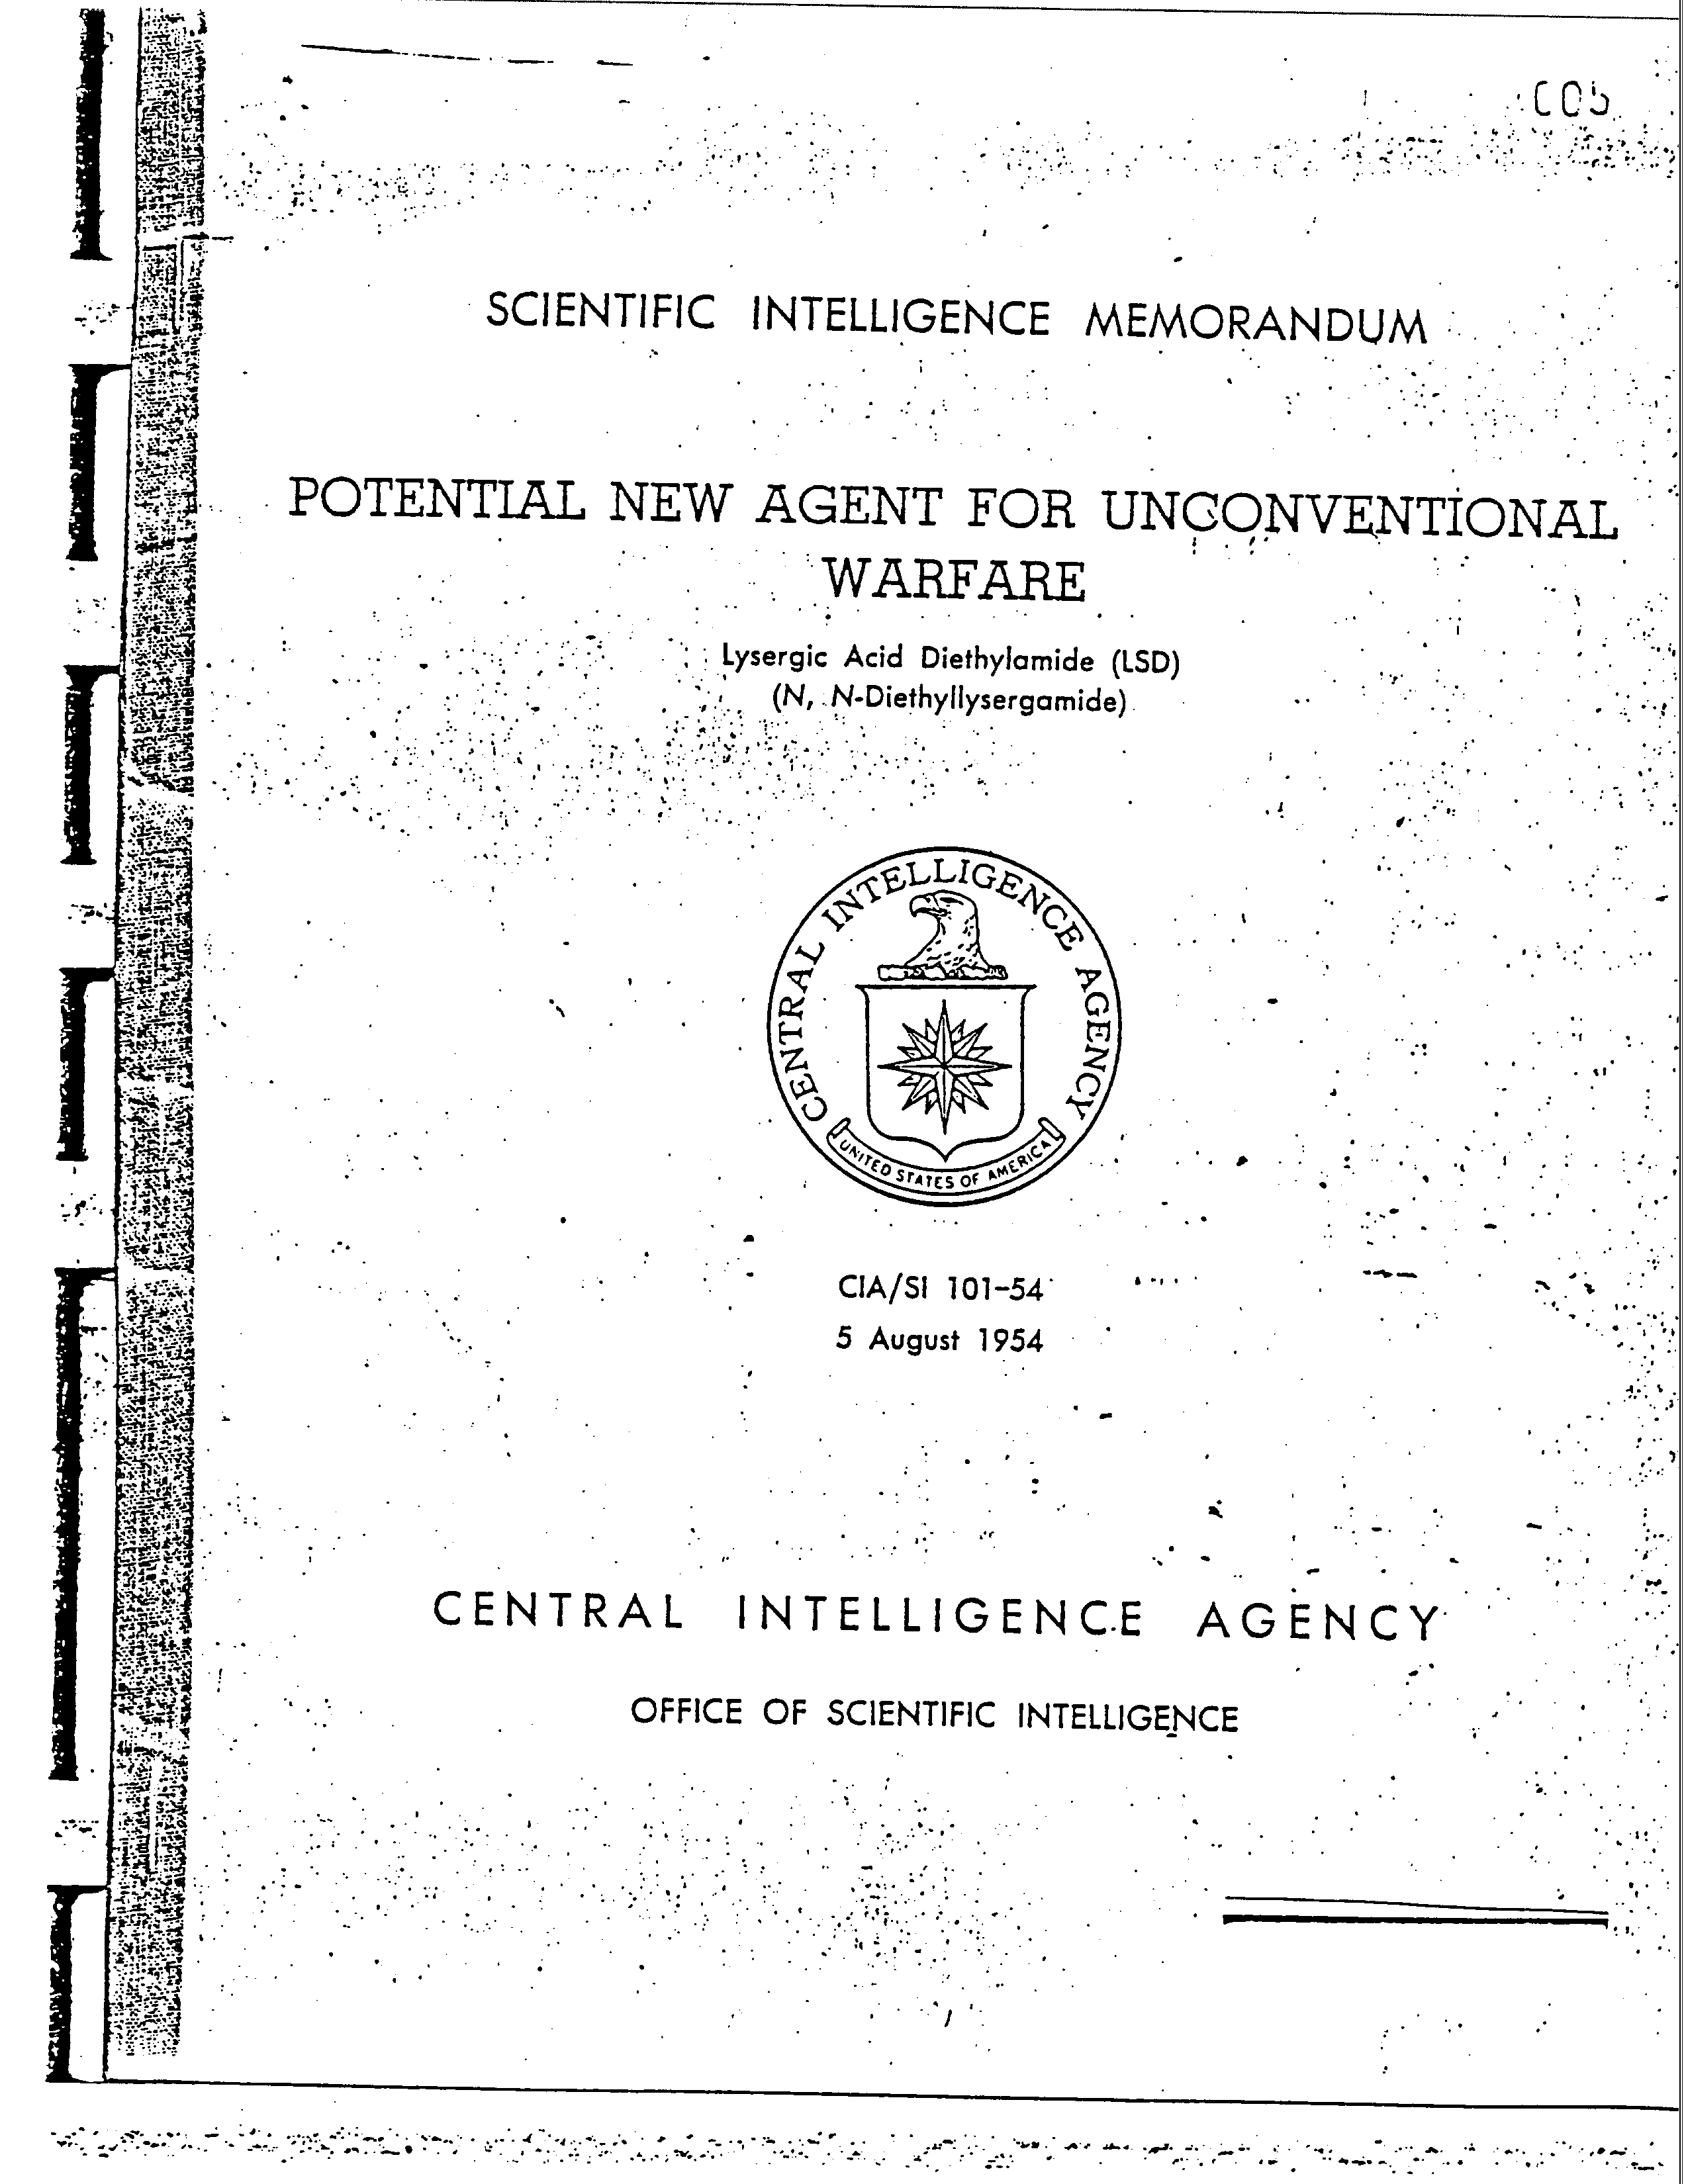 C05
SCIENTIFIC INTELLIGENCE MEMORANDUM
POTENTIAL NEW AGENT FOR UNCONVENTIONAL
WARFARE
Lysergic Acid Diethylamide (LSD)
(N, N-Diethyllysergamide)
CENTRAL INTELLIGENCE AGENCY
UNITED STATES OF AMERICA
CIA/SI 101-54
5 August 1954
CENTRAL INTELLIGENCE AGENCY
OFFICE OF SCIENTIFIC INTELLIGENCE